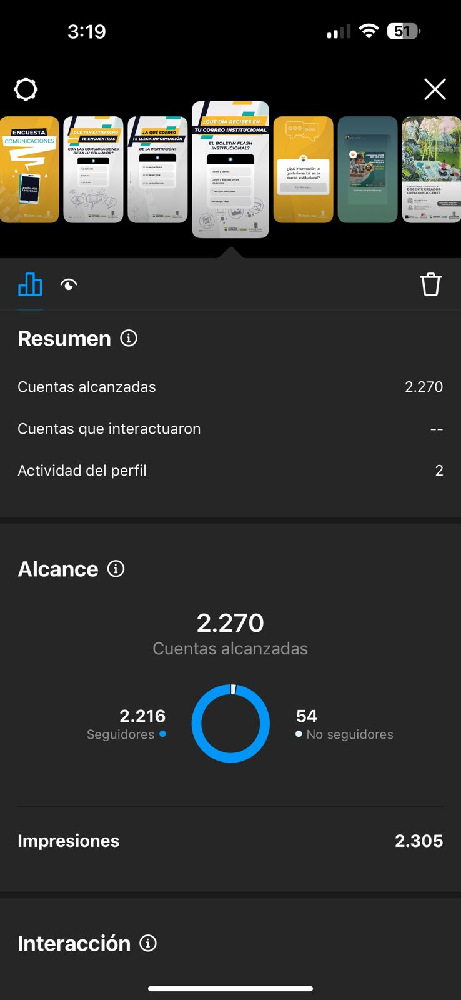 3:19
51
ENCUESTA
COMUNICACIONES
¡AYÚDANOS
A MEJORAR!
¿QUÉ TAN SATISFECHO
TE ENCUENTRAS
CON LAS COMUNICACIONES
DE LA I.U COLMAYOR?
¿A QUÉ CORREO
TE LLEGA INFORMACIÓN
DE LA INSTITUCIÓN?
¿QUÉ DÍA RECIBES EN
TU CORREO INSTITUCIONAL
EL BOLETÍN FLASH
INSTITUCIONAL?
Lunes y jueves
Lunes y algunas veces
los jueves
Creo que miércoles
No tengo idea
¿Qué información te
gustaría recibir en tu
correo institucional?
DOCENTE CREADOR-
CREADOR DOCENTE
Resumen
Cuentas alcanzadas 2.270
Cuentas que interactuaron --
Actividad del perfil 2
Alcance
2.270
Cuentas alcanzadas
2.216 54
Seguidores No seguidores
Impresiones 2.305
Interacción